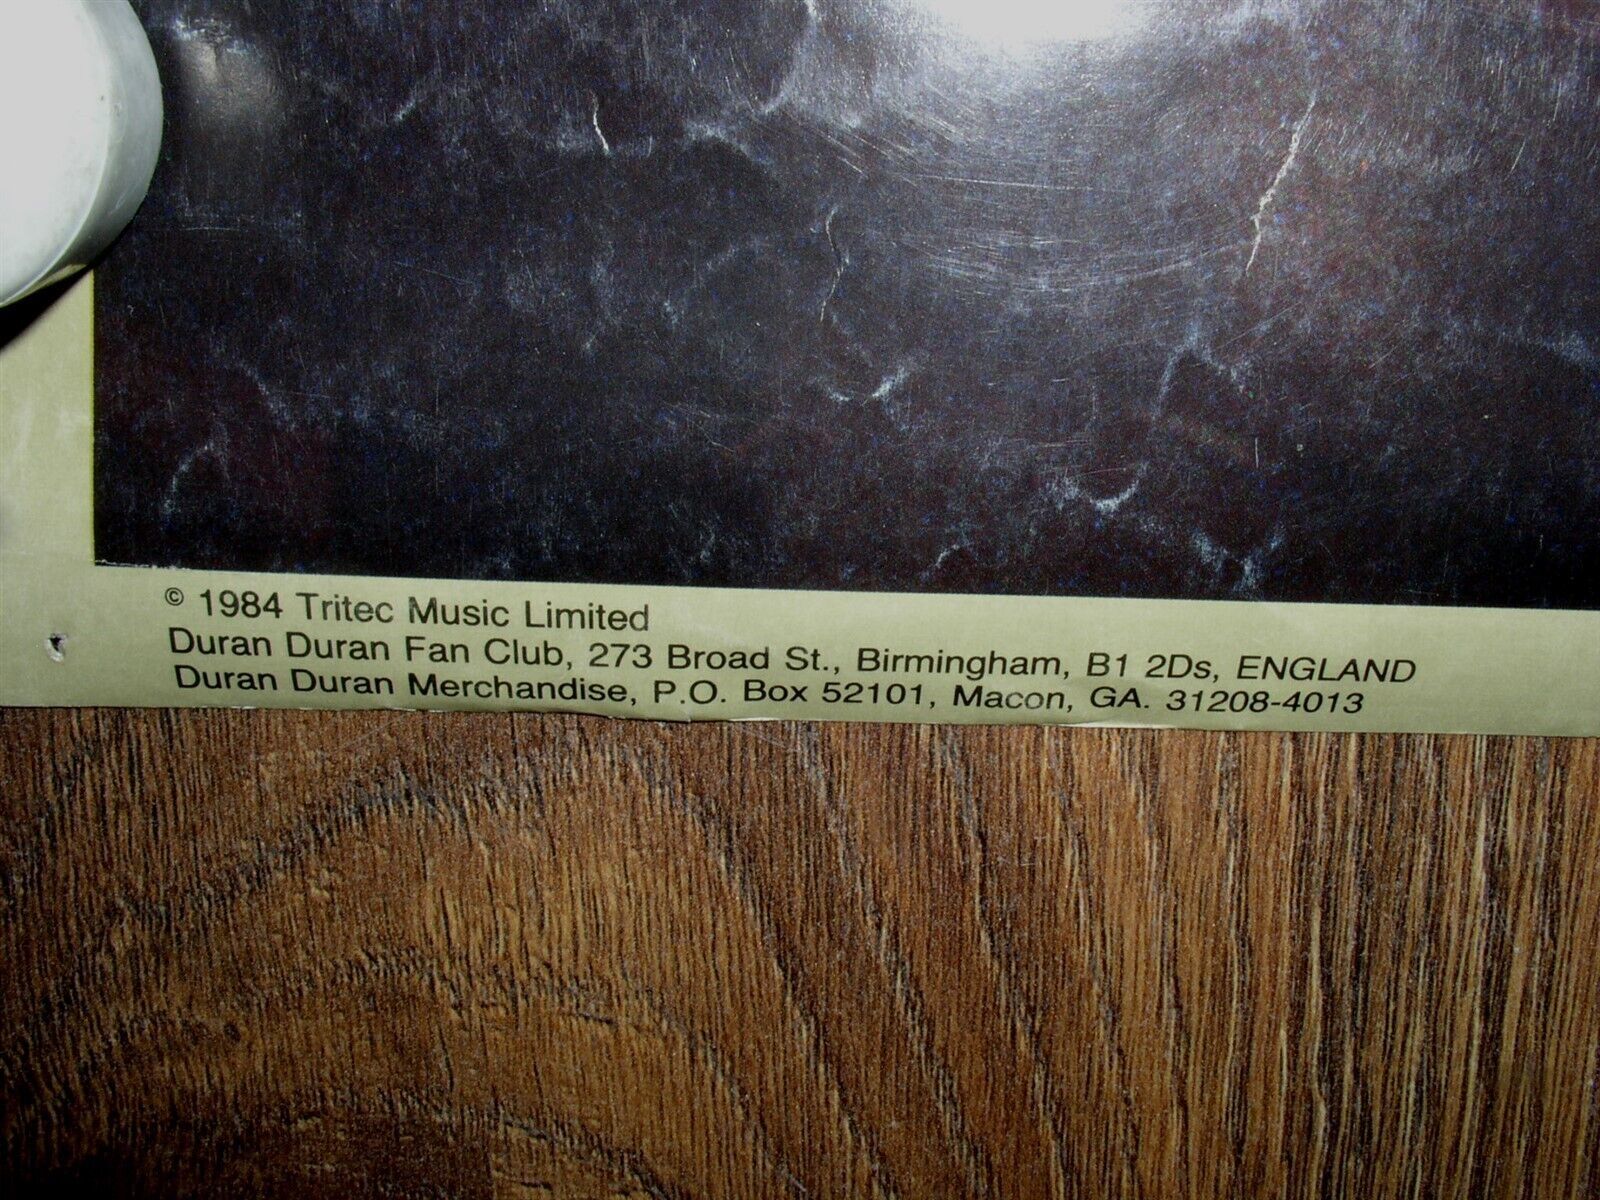 © 1984 Tritec Music Limited
Duran Duran Fan Club, 273 Broad St., Birmingham, B1 2Ds, ENGLAND
Duran Duran Merchandise, P.O. Box 52101, Macon, GA. 31208-4013